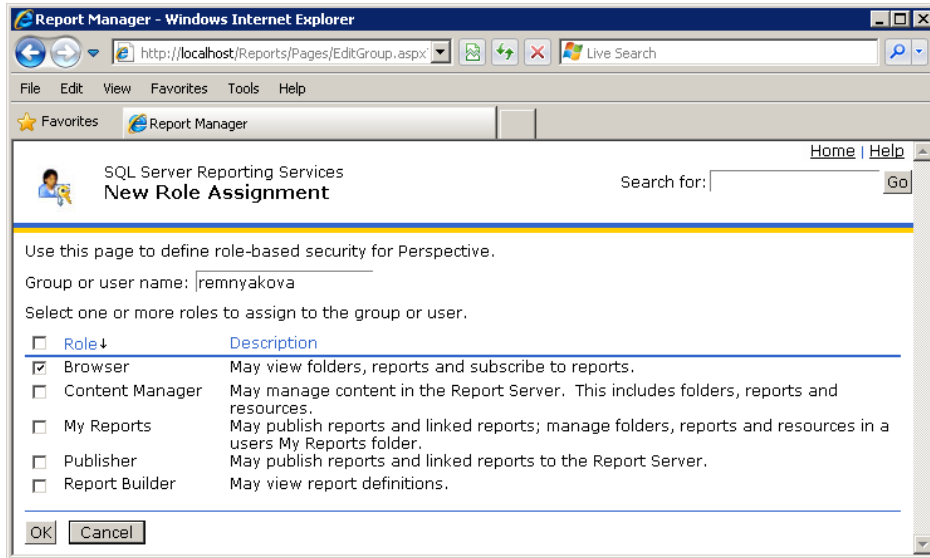 Report Manager - Windows Internet Explorer
http://localhost/Reports/Pages/EditGroup.aspx?
Live Search
File Edit View Favorites Tools Help
Favorites Report Manager
Home | Help
SQL Server Reporting Services
New Role Assignment
Search for: Go
Use this page to define role-based security for Perspective.
Group or user name: remnyakova
Select one or more roles to assign to the group or user.
Role↓ Description
Browser May view folders, reports and subscribe to reports.
Content Manager May manage content in the Report Server. This includes folders, reports and
resources.
My Reports May publish reports and linked reports; manage folders, reports and resources in a
users My Reports folder.
Publisher May publish reports and linked reports to the Report Server.
Report Builder May view report definitions.
OK Cancel